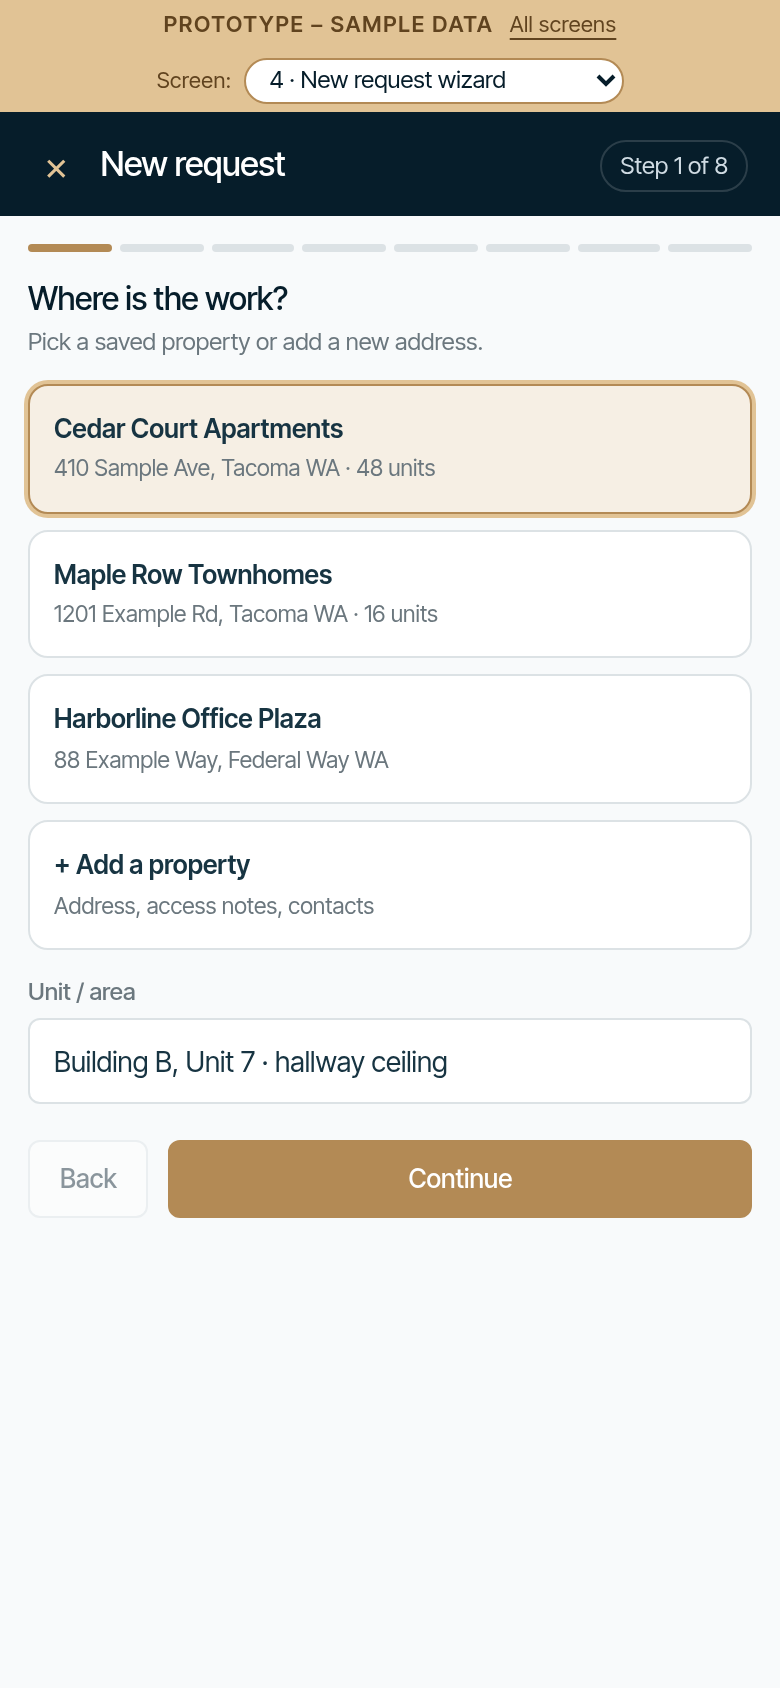 PROTOTYPE – SAMPLE DATA All screens
Screen: 4 · New request wizard
× New request Step 1 of 8
Where is the work?
Pick a saved property or add a new address.
Cedar Court Apartments
410 Sample Ave, Tacoma WA · 48 units
Maple Row Townhomes
1201 Example Rd, Tacoma WA · 16 units
Harborline Office Plaza
88 Example Way, Federal Way WA
+ Add a property
Address, access notes, contacts
Unit / area
Building B, Unit 7 · hallway ceiling
Back Continue